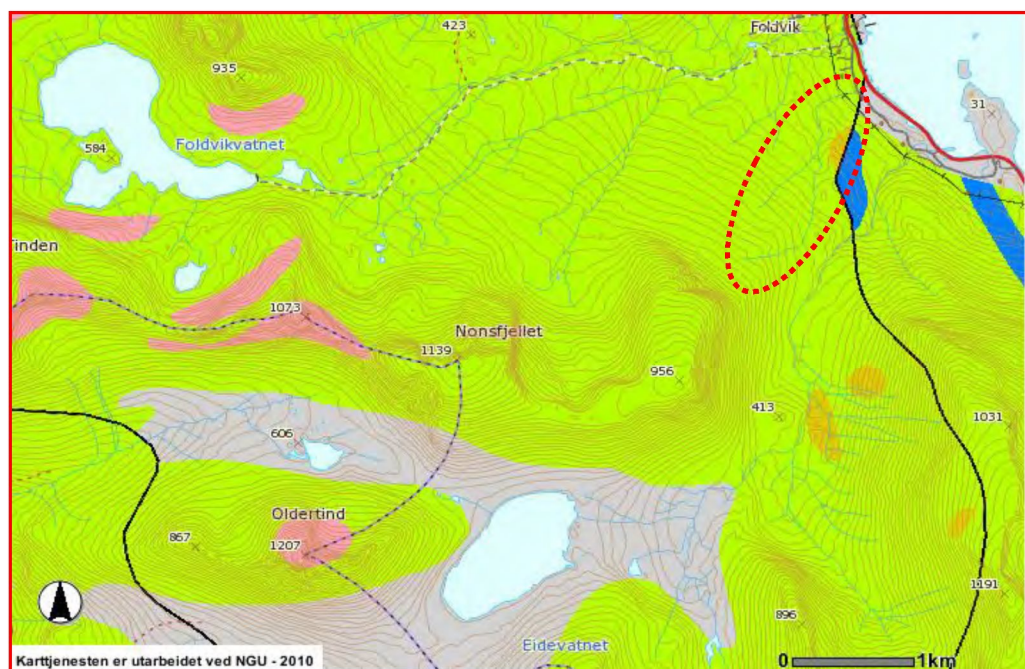 423
Foldvik
935
31
Foldvikvatnet
584
Tinden
1073
Nonsfjellet
1139
956
413
1031
606
Oldertind
867
1207
1191
896
Eidevatnet
Karttjenesten er utarbeidet ved NGU - 2010
0 1km